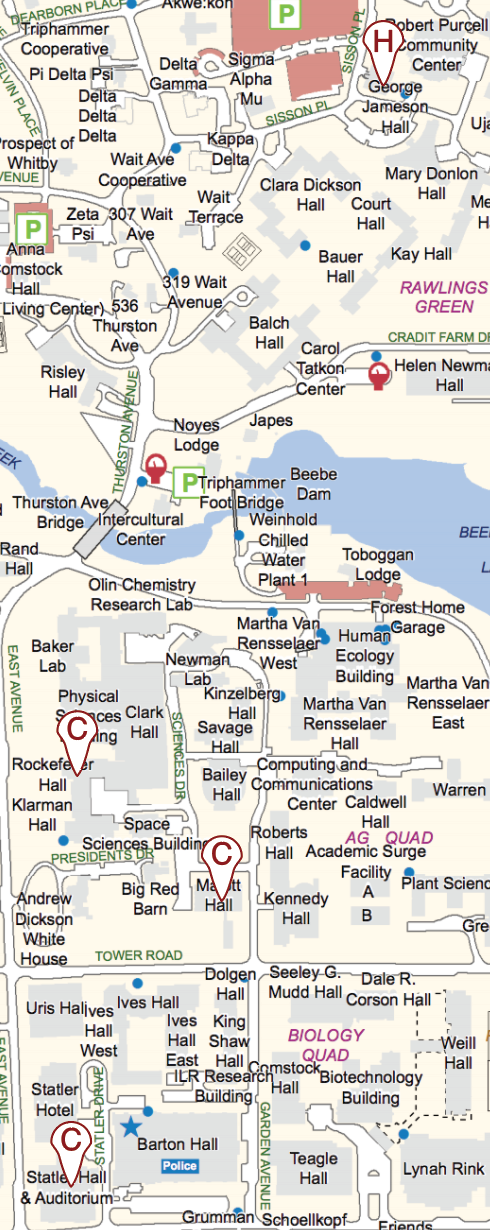 DEARBORN PLACE
Akwe:kon
Triphammer
Cooperative
P
SISSON PL
H
Robert Purcell
Community
Center
Pi Delta Psi
Delta
Gamma
Sigma
Alpha
Mu
George
Jameson
Hall
Delta
Delta
Delta
SISSON PL
Prospect of
Whitby
Kappa
Delta
Wait Ave
Cooperative
AVENUE
Clara Dickson
Hall
Mary Donlon
Hall
Wait
Terrace
Court
Hall
Zeta
Psi
307 Wait
Ave
P
Anna
Comstock
Hall
Living Center)
Bauer
Hall
Kay Hall
319 Wait
Avenue
RAWLINGS
GREEN
536
Thurston
Ave
Balch
Hall
CRADIT FARM DR
Carol
Tatkon
Center
Helen Newma
Hall
Risley
Hall
THURSTON AVENUE
Noyes
Lodge
Japes
P
Triphammer
Foot Bridge
Beebe
Dam
Thurston Ave
Bridge
Intercultural
Center
Weinhold
Chilled
Water
Plant 1
Rand
Hall
Toboggan
Lodge
Olin Chemistry
Research Lab
Forest Home
Garage
Martha Van
Rensselaer
West
Human
Ecology
Building
EAST AVENUE
Baker
Lab
Newman
Lab
Martha Van
Rensselaer
East
Physical
Clark
Hall
Kinzelberg
Hall
Martha Van
Rensselaer
Hall
C
SCIENCES DR
Savage
Hall
Rockefeller
Hall
Bailey
Hall
Computing and
Communications
Center
Warren
Klarman
Hall
Caldwell
Hall
Space
Sciences Building
Roberts
Hall
AG QUAD
PRESIDENTS DR
C
Academic Surge
Facility
A
B
Plant Scienc
Andrew
Dickson
White
House
Big Red
Barn
Hall
Kennedy
Hall
TOWER ROAD
Dolgen
Hall
Seeley G.
Mudd Hall
Dale R.
Corson Hall
Uris Hall
Ives
Hall
West
Ives Hall
Ives
Hall
East
King
Shaw
Hall
BIOLOGY
QUAD
Weill
Hall
EAST AVENUE
ILR Research
Building
Comstock
Hall
Biotechnology
Building
Statler
Hotel
STATLER DRIVE
GARDEN AVENUE
C
Barton Hall
Police
Teagle
Hall
Lynah Rink
Statler Hall
& Auditorium
Grumman
Schoellkopf
Friends